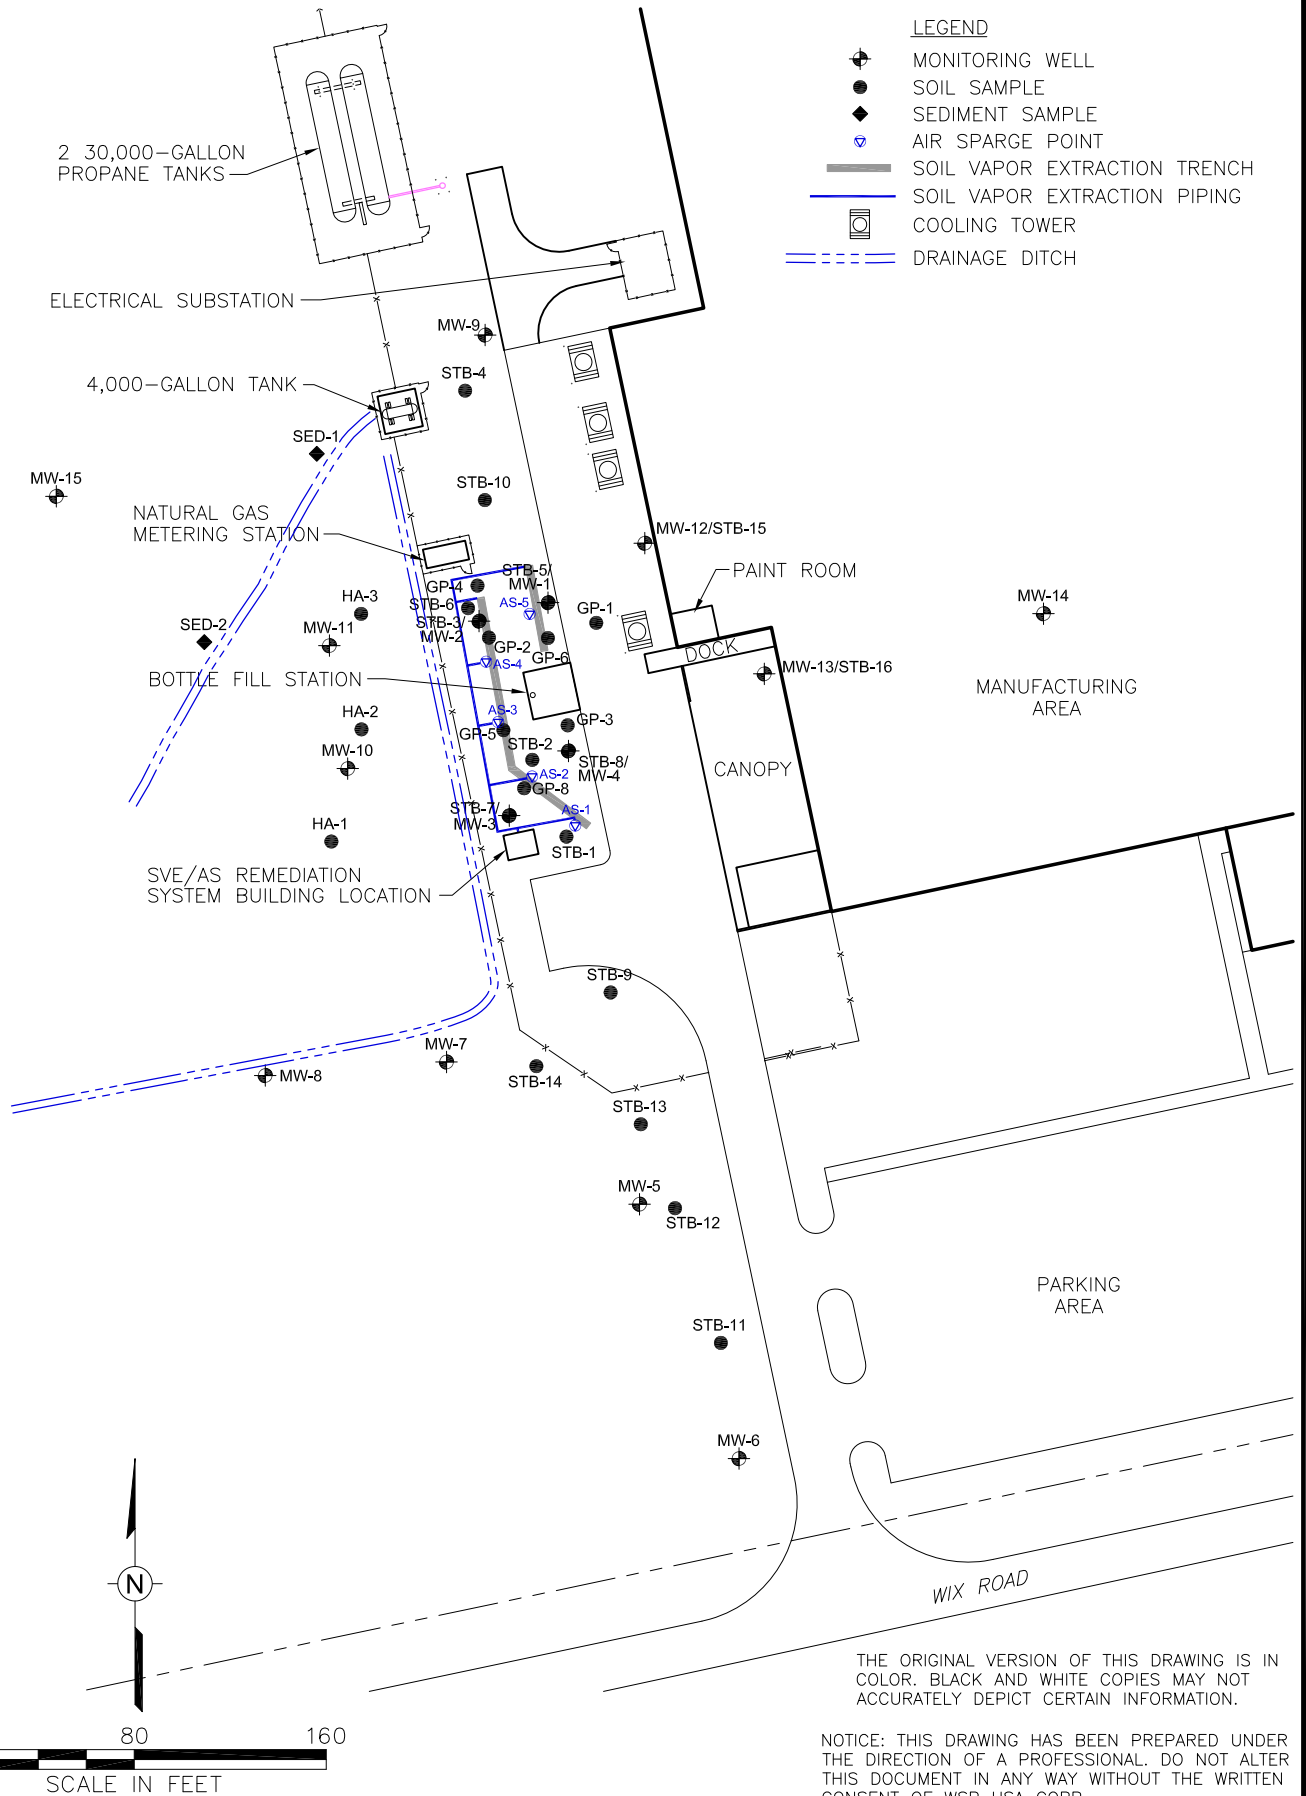 LEGEND
MONITORING WELL
SOIL SAMPLE
SEDIMENT SAMPLE
AIR SPARGE POINT
SOIL VAPOR EXTRACTION TRENCH
SOIL VAPOR EXTRACTION PIPING
COOLING TOWER
DRAINAGE DITCH
2 30,000-GALLON
PROPANE TANKS
ELECTRICAL SUBSTATION
MW-9
STB-4
4,000-GALLON TANK
SED-1
MW-15
STB-10
NATURAL GAS
METERING STATION
MW-12/STB-15
PAINT ROOM
STB-5/
MW-1
GP-4
AS-5
STB-6
STB-3/
MW-2
GP-1
HA-3
MW-11
SED-2
GP-2
GP-6
AS-4
DOCK
MW-14
MW-13/STB-16
BOTTLE FILL STATION
MANUFACTURING
AREA
HA-2
AS-3
GP-5
GP-3
STB-2
MW-10
STB-8/
MW-4
CANOPY
AS-2
GP-8
STB-7/
MW-3
AS-1
HA-1
STB-1
SVE/AS REMEDIATION
SYSTEM BUILDING LOCATION
STB-9
MW-7
MW-8
STB-14
STB-13
MW-5
STB-12
PARKING
AREA
STB-11
MW-6
N
WIX ROAD
THE ORIGINAL VERSION OF THIS DRAWING IS IN
COLOR. BLACK AND WHITE COPIES MAY NOT
ACCURATELY DEPICT CERTAIN INFORMATION.
80 160
SCALE IN FEET
NOTICE: THIS DRAWING HAS BEEN PREPARED UNDER
THE DIRECTION OF A PROFESSIONAL. DO NOT ALTER
THIS DOCUMENT IN ANY WAY WITHOUT THE WRITTEN
CONSENT OF WSP USA CORP